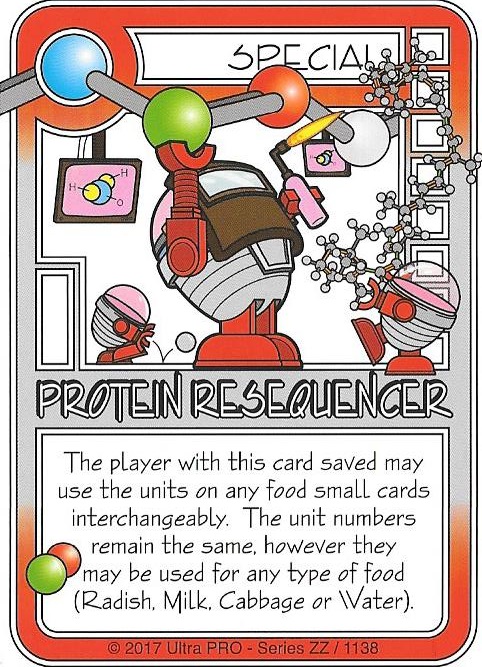 SPECIAL
H
H
O
PROTEIN RESEQUENCER
The player with this card saved may
use the units on any food small cards
interchangeably. The unit numbers
remain the same, however they
may be used for any type of food
(Radish, Milk, Cabbage or Water).
© 2017 Ultra PRO - Series ZZ / 1138